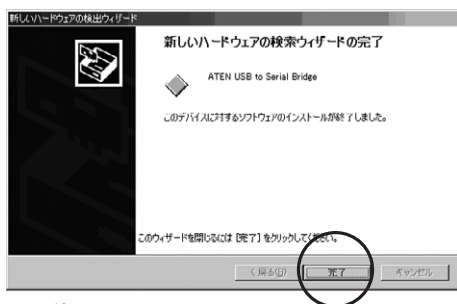 新しいハードウェアの検出ウィザード
新しいハードウェアの検索ウィザードの完了
ATEN USB to Serial Bridge
このデバイスに対するソフトウェアのインストールが終了しました。
このウィザードを閉じるには [完了] をクリックしてください。
< 戻る(B)
完了
キャンセル